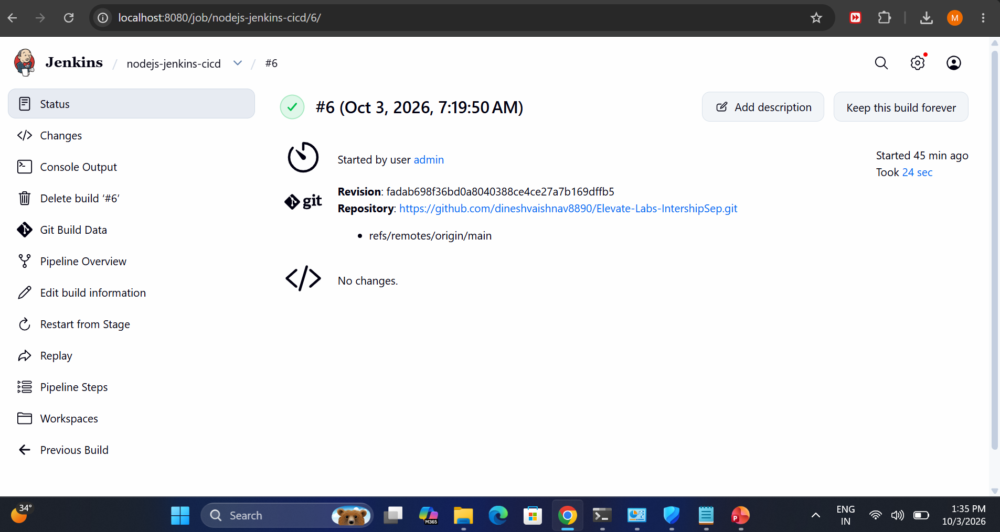 localhost:8080/job/nodejs-jenkins-cicd/6/
M
Jenkins / nodejs-jenkins-cicd / #6
Status
Changes
Console Output
Delete build ‘#6’
Git Build Data
Pipeline Overview
Edit build information
Restart from Stage
Replay
Pipeline Steps
Workspaces
Previous Build
#6 (Oct 3, 2026, 7:19:50 AM)
Add description
Keep this build forever
Started by user admin
Started 45 min ago
Took 24 sec
git
Revision: fadab698f36bd0a8040388ce4ce27a7b169dffb5
Repository: https://github.com/dineshvaishnav8890/Elevate-Labs-IntershipSep.git
refs/remotes/origin/main
</> No changes.
34°
Search
M365
P
ENG
IN
1:35 PM
10/3/2026